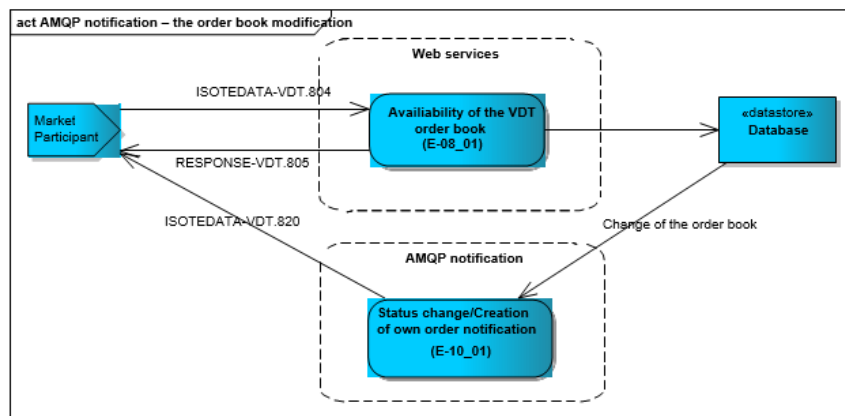 act AMQP notification – the order book modification
Web services
ISOTEDATA-VDT.804
Market
Participant
Availiability of the VDT
order book
(E-08_01)
«datastore»
Database
RESPONSE-VDT.805
ISOTEDATA-VDT.820
Change of the order book
AMQP notification
Status change/Creation
of own order notification
(E-10_01)